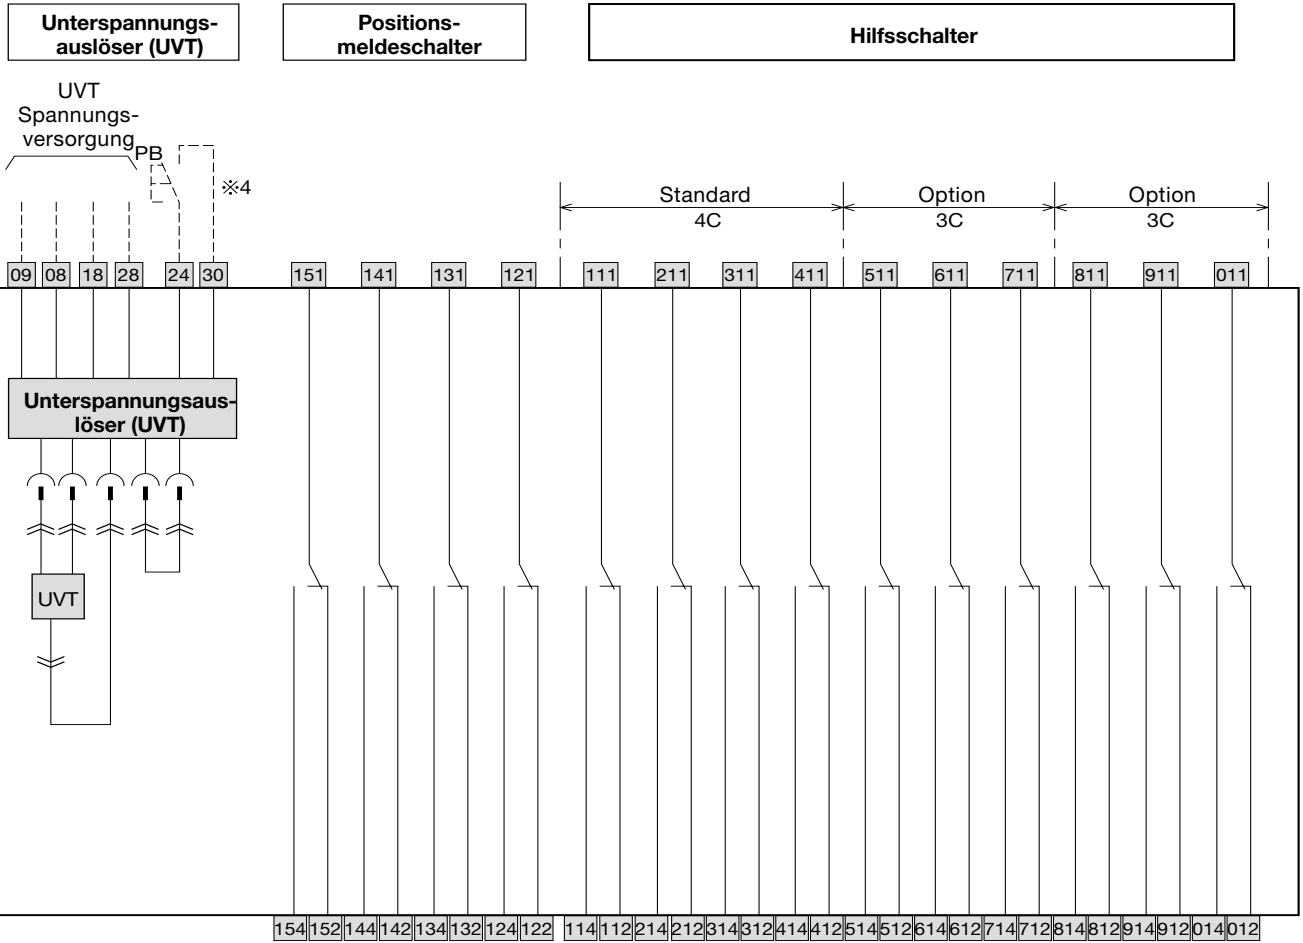 Unterspannungs-
auslöser (UVT)
Positions-
meldeschalter
Hilfsschalter
UVT
Spannungs-
versorgung
PB
※4
Standard
4C
Option
3C
Option
3C
09 08 18 28 24 30 151 141 131 121 111 211 311 411 511 611 711 811 911 011
Unterspannungsaus-
löser (UVT)
UVT
154 152 144 142 134 132 124 122 114 112 214 212 314 312 414 412 514 512 614 612 714 712 814 812 914 912 014 012